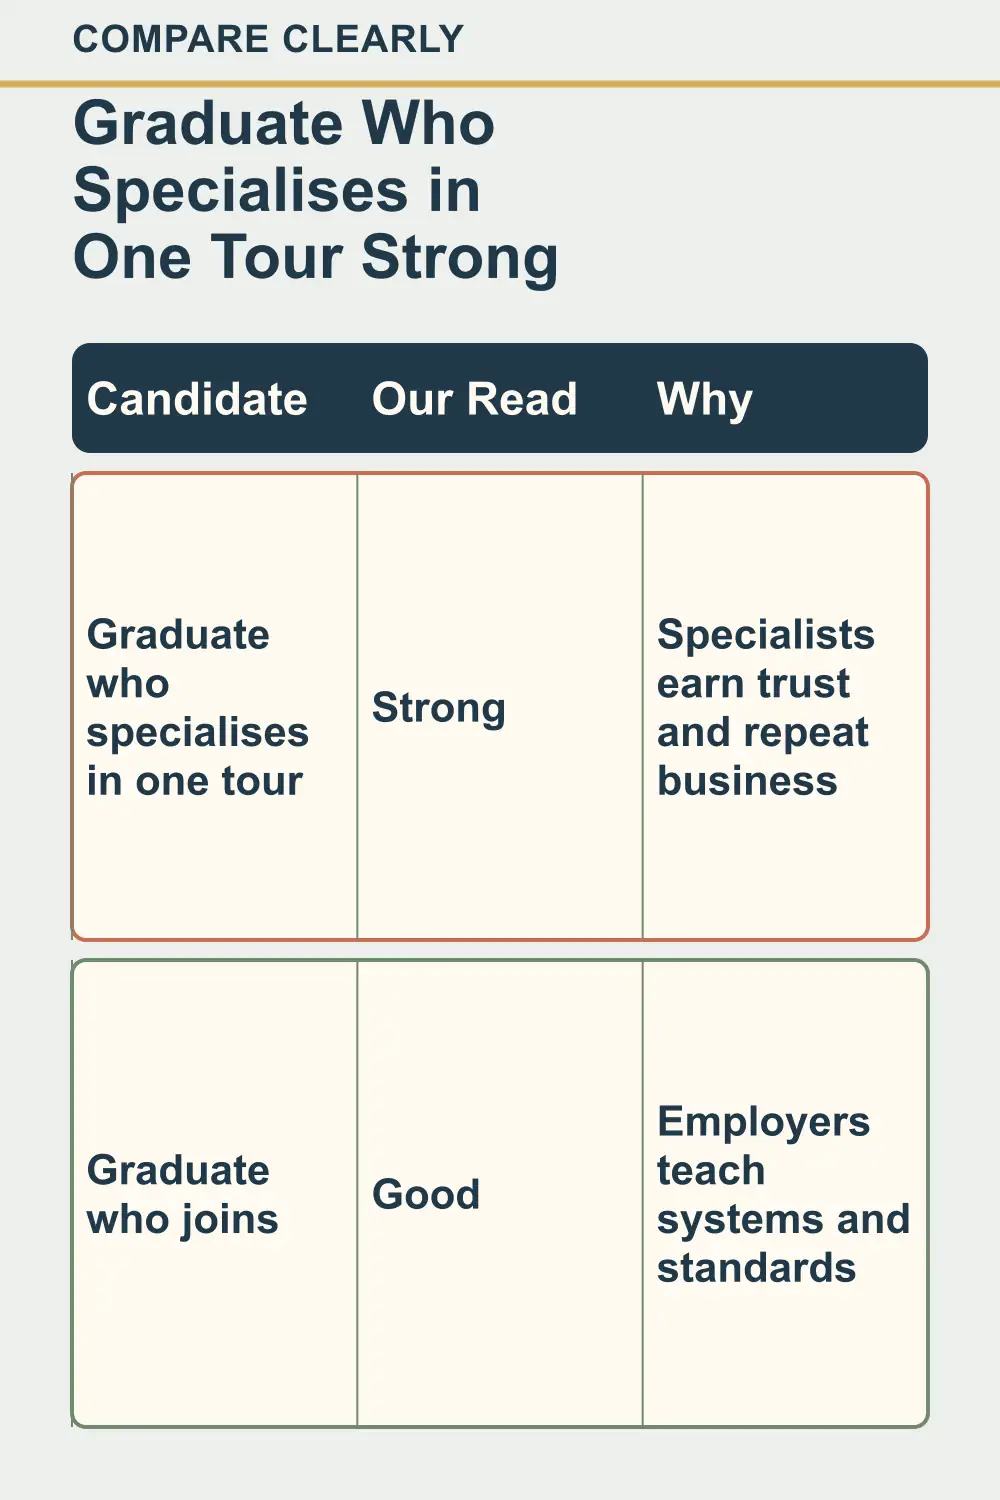 COMPARE CLEARLY
Graduate Who
Specialises in
One Tour Strong
Candidate
Our Read
Why
Graduate
who
specialises
in one tour
Strong
Specialists
earn trust
and repeat
business
Graduate
who joins
Good
Employers
teach
systems and
standards